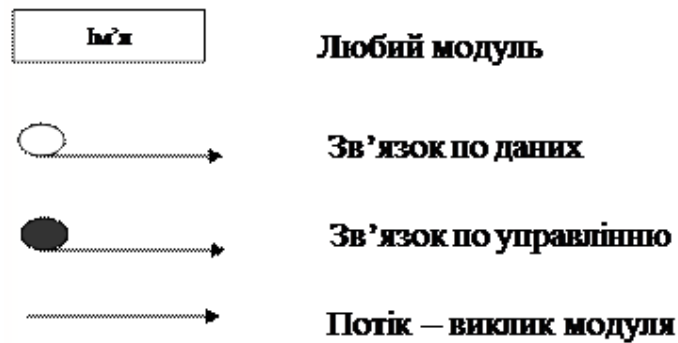 Ім’я
Любий модуль
Зв’язок по даних
Зв’язок по управлінню
Потік – виклик модуля